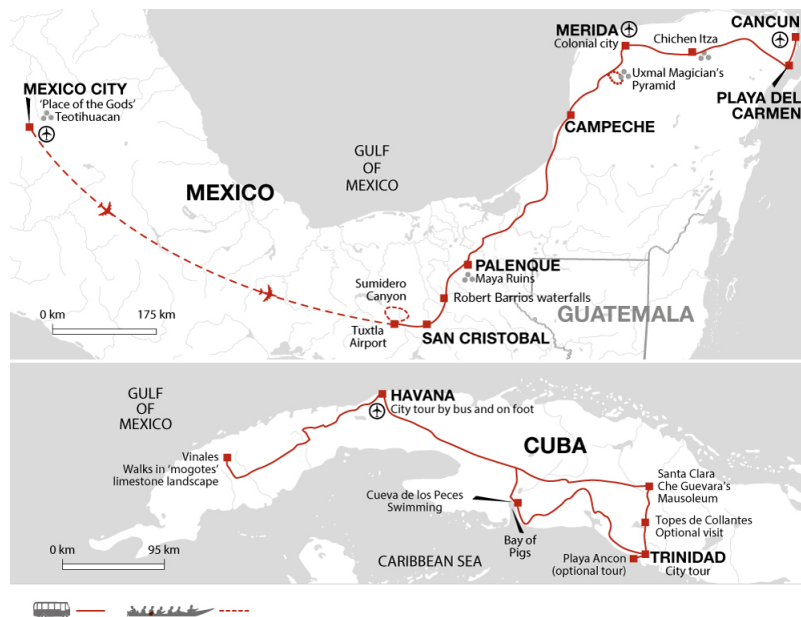 MERIDA
Colonial city
CANCUN
Chichen Itza
Uxmal Magician's
Pyramid
PLAYA DEL
CARMEN
MEXICO CITY
'Place of the Gods'
Teotihuacan
CAMPECHE
GULF
OF
MEXICO
MEXICO
PALENQUE
Maya Ruins
Sumidero
Canyon
Robert Barrios waterfalls
GUATEMALA
0 km
175 km
Tuxtla
Airport
SAN CRISTOBAL
GULF
OF
MEXICO
HAVANA
City tour by bus and on foot
CUBA
Vinales
Walks in 'mogotes'
limestone landscape
Santa Clara
Che Guevara's
Mausoleum
Cueva de los Peces
Swimming
Topes de Collantes
Optional visit
Bay of
Pigs
0 km
95 km
CARIBBEAN SEA
Playa Ancon
(optional tour)
TRINIDAD
City tour